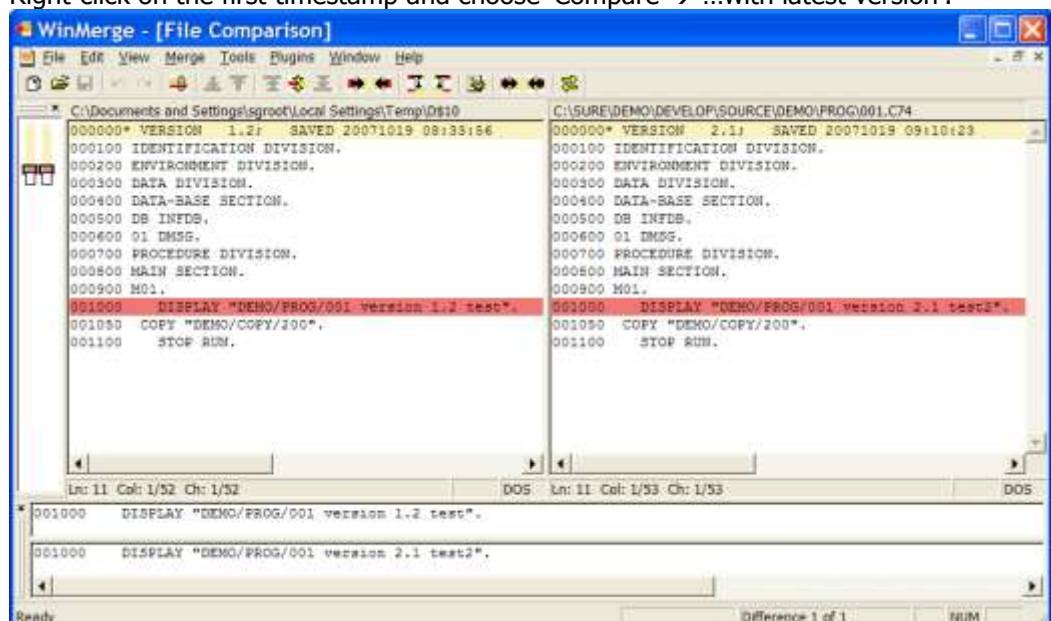 Right click on the first timestamp and choose 'Compare → ...with latest version'.
WinMerge - [File Comparison]
File Edit View Merge Tools Plugins Window Help
C:\Documents and Settings\sgroot\Local Settings\Temp\D$10
000000* VERSION 1.2; SAVED 20071019 08:33:56
000100 IDENTIFICATION DIVISION.
000200 ENVIRONMENT DIVISION.
000300 DATA DIVISION.
000400 DATA-BASE SECTION.
000500 DB INFDB.
000600 01 DMSG.
000700 PROCEDURE DIVISION.
000800 MAIN SECTION.
000900 M01.
001000 DISPLAY "DEMO/PROG/001 version 1.2 test".
001050 COPY "DEMO/COPY/200".
001100 STOP RUN.
Ln: 11 Col: 1/52 Ch: 1/52 DOS
C:\SURE\DEMO\DEVELOP\SOURCE\DEMO\PROG\001.C74
000000* VERSION 2.1; SAVED 20071019 09:10:23
000100 IDENTIFICATION DIVISION.
000200 ENVIRONMENT DIVISION.
000300 DATA DIVISION.
000400 DATA-BASE SECTION.
000500 DB INFDB.
000600 01 DMSG.
000700 PROCEDURE DIVISION.
000800 MAIN SECTION.
000900 M01.
001000 DISPLAY "DEMO/PROG/001 version 2.1 test2".
001050 COPY "DEMO/COPY/200".
001100 STOP RUN.
Ln: 11 Col: 1/53 Ch: 1/53 DOS
001000 DISPLAY "DEMO/PROG/001 version 1.2 test".
001000 DISPLAY "DEMO/PROG/001 version 2.1 test2".
Ready Difference 1 of 1 NUM